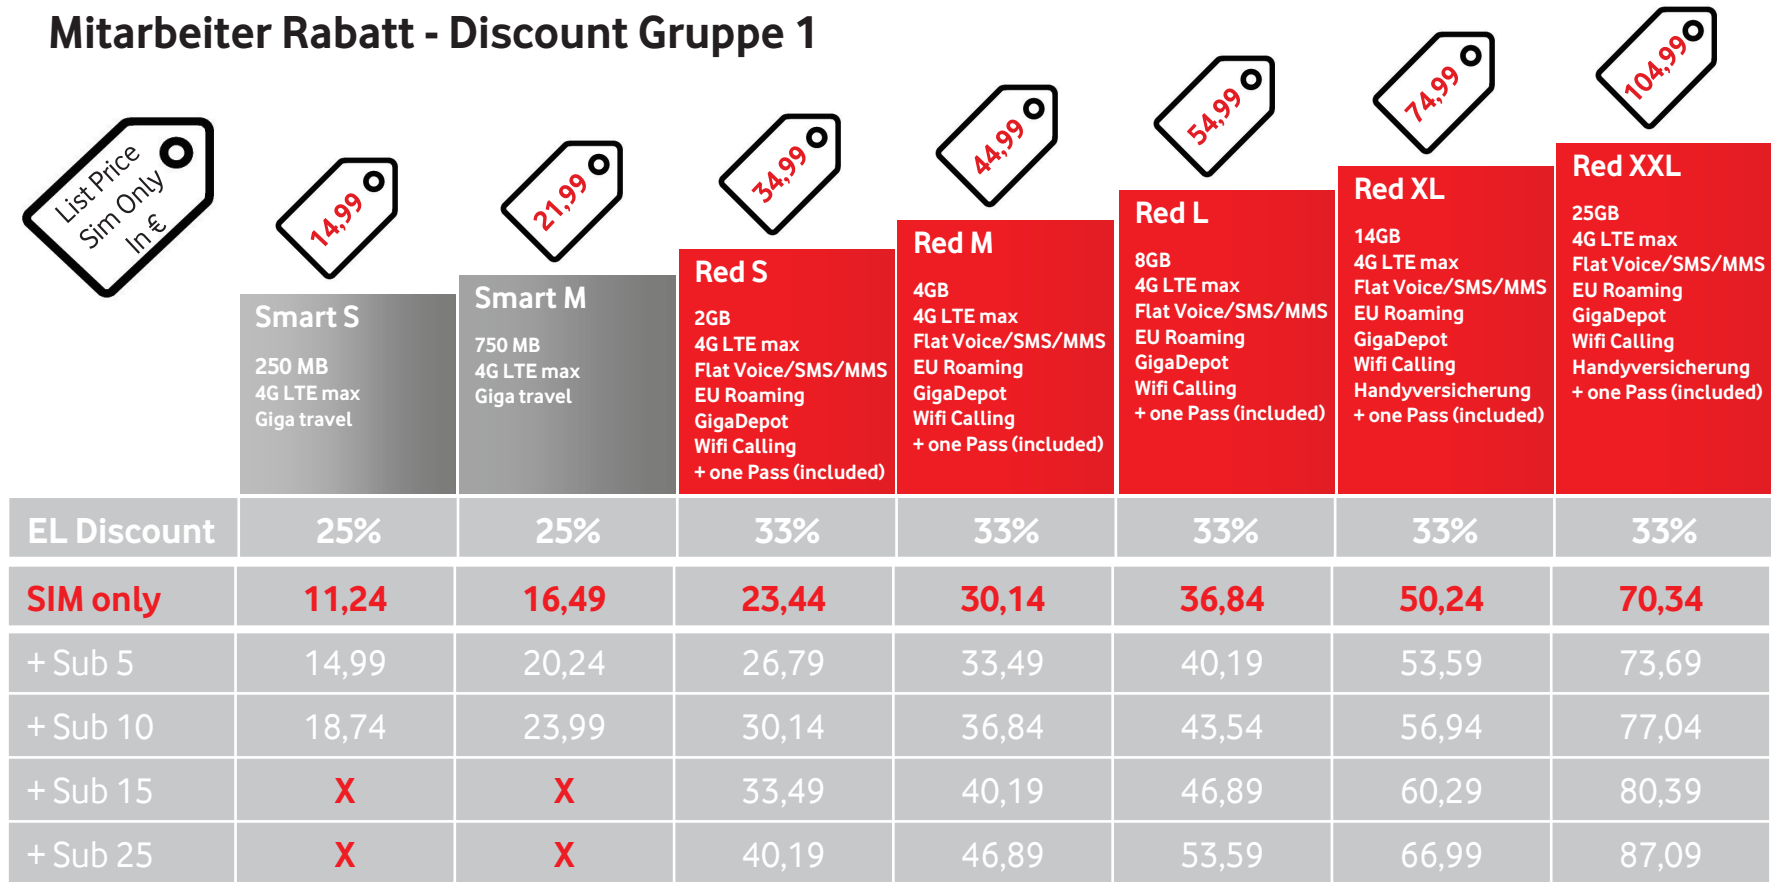 Mitarbeiter Rabatt - Discount Gruppe 1
List Price
Sim Only
In €
14,99
21,99
34,99
44,99
54,99
74,99
104,99
Smart S
250 MB
4G LTE max
Giga travel
Smart M
750 MB
4G LTE max
Giga travel
Red S
2GB
4G LTE max
Flat Voice/SMS/MMS
EU Roaming
GigaDepot
Wifi Calling
+ one Pass (included)
Red M
4GB
4G LTE max
Flat Voice/SMS/MMS
EU Roaming
GigaDepot
Wifi Calling
+ one Pass (included)
Red L
8GB
4G LTE max
Flat Voice/SMS/MMS
EU Roaming
GigaDepot
Wifi Calling
+ one Pass (included)
Red XL
14GB
4G LTE max
Flat Voice/SMS/MMS
EU Roaming
GigaDepot
Wifi Calling
Handyversicherung
+ one Pass (included)
Red XXL
25GB
4G LTE max
Flat Voice/SMS/MMS
EU Roaming
GigaDepot
Wifi Calling
Handyversicherung
+ one Pass (included)
EL Discount 25% 25% 33% 33% 33% 33% 33%
SIM only 11,24 16,49 23,44 30,14 36,84 50,24 70,34
+ Sub 5 14,99 20,24 26,79 33,49 40,19 53,59 73,69
+ Sub 10 18,74 23,99 30,14 36,84 43,54 56,94 77,04
+ Sub 15 X X 33,49 40,19 46,89 60,29 80,39
+ Sub 25 X X 40,19 46,89 53,59 66,99 87,09